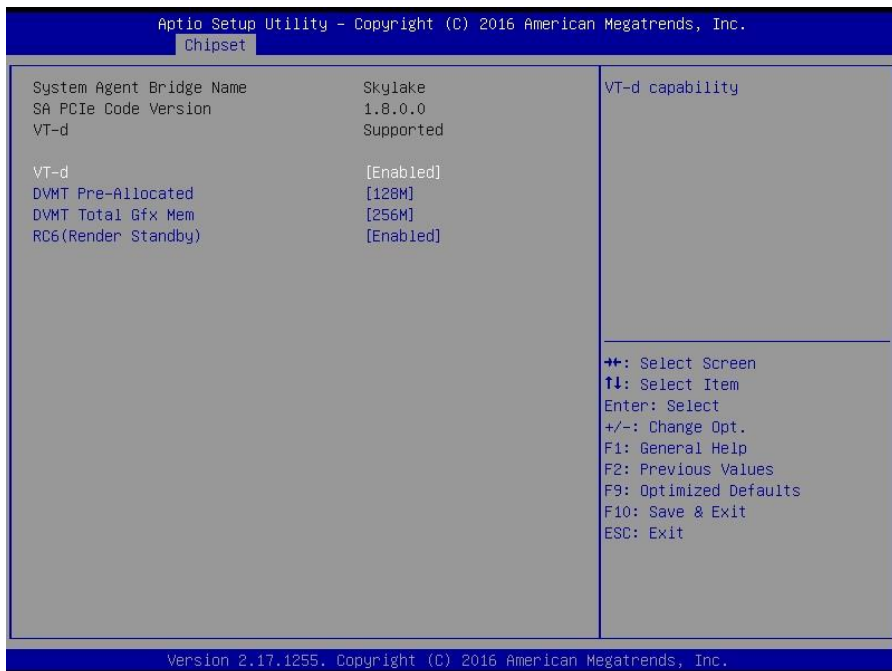 Aptio Setup Utility – Copyright (C) 2016 American Megatrends, Inc.
Chipset
System Agent Bridge Name Skylake
SA PCIe Code Version 1.8.0.0
VT-d Supported
VT-d [Enabled]
DVMT Pre-Allocated [128M]
DVMT Total Gfx Mem [256M]
RC6(Render Standby) [Enabled]
VT-d capability
→←: Select Screen
↑↓: Select Item
Enter: Select
+/-: Change Opt.
F1: General Help
F2: Previous Values
F9: Optimized Defaults
F10: Save & Exit
ESC: Exit
Version 2.17.1255. Copyright (C) 2016 American Megatrends, Inc.